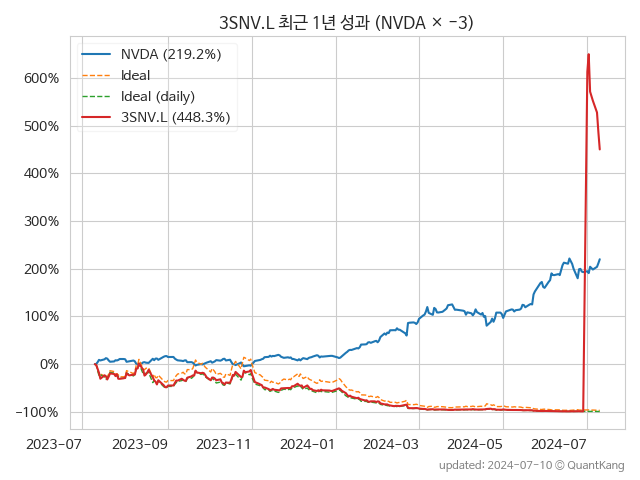 3SNV.L 최근 1년 성과 (NVDA × -3)
NVDA (219.2%)
Ideal
Ideal (daily)
3SNV.L (448.3%)
600%
500%
400%
300%
200%
100%
0%
−100%
2023-07 2023-09 2023-11 2024-01 2024-03 2024-05 2024-07
updated: 2024-07-10 © QuantKang